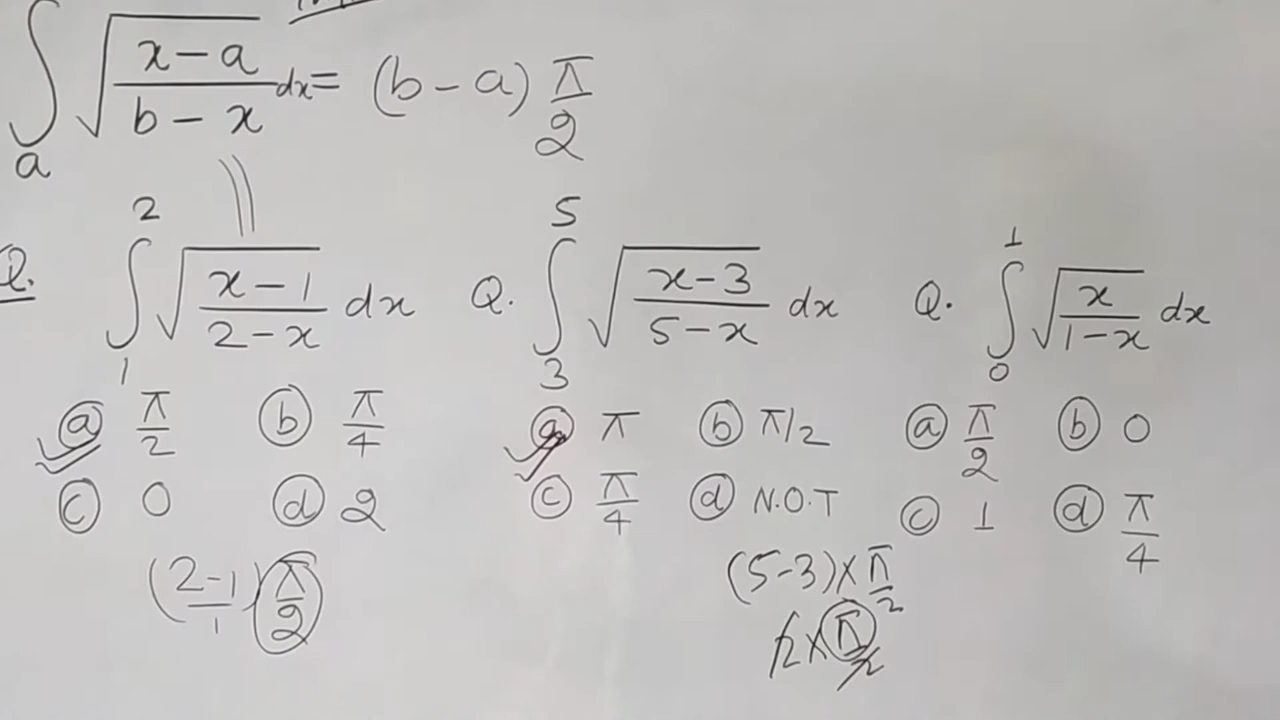 ∫ₐ √((x-a)/(b-x)) dx = (b-a) π/2
Q. ∫₁² √((x-1)/(2-x)) dx
ⓐ π/2 ⓑ π/4
ⓒ 0 ⓓ 2
(2-1) π/2
1
Q. ∫₃⁵ √((x-3)/(5-x)) dx
ⓐ π ⓑ π/2
ⓒ π/4 ⓓ N.O.T
(5-3)×π/2
2×π/2
Q. ∫₀¹ √(x/(1-x)) dx
ⓐ π/2 ⓑ 0
ⓒ 1 ⓓ π/4